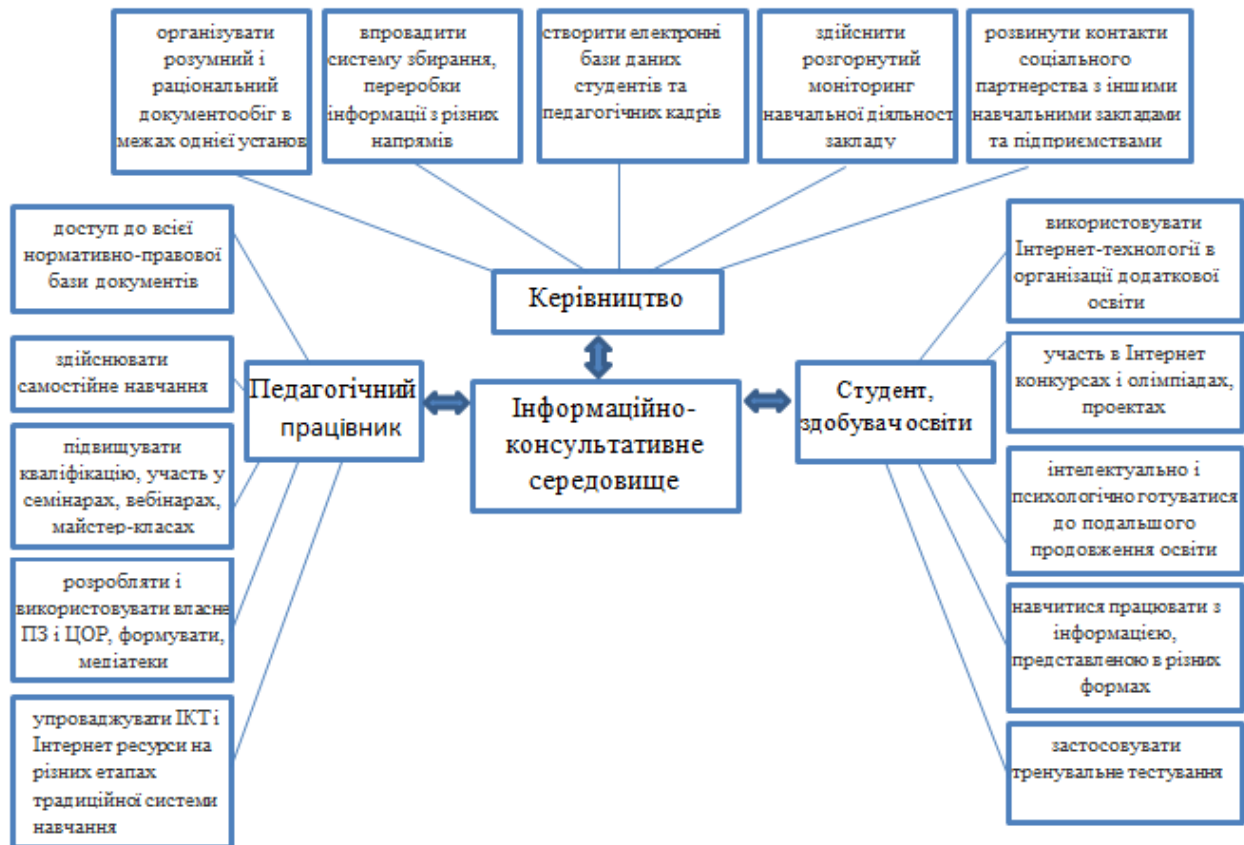 організувати
розумний і
раціональний
документообіг в
межах однієї установ
впровадити
систему збирання,
переробки
інформації з різних
напрямів
створити електронні
бази даних
студентів та
педагогічних кадрів
здійснити
розгорнутий
моніторинг
навчальної діяльност
закладу
розвинути контакти
соціального
партнерства з іншими
навчальними закладами
та підприємствами
доступ до всієї
нормативно-правової
бази документів
здійснювати
самостійне навчання
підвищувати
кваліфікацію, участь у
семінарах, вебінарах,
майстер-класах
розробляти і
використовувати власне
ПЗ і ЦОР, формувати,
медіатеки
упроваджувати ІКТ і
Інтернет ресурси на
різних етапах
традиційної системи
навчання
Керівництво
Педагогічний
працівник
Інформаційно-
консультативне
середовище
Студент,
здобувач освіти
використовувати
Інтернет-технології в
організації додаткової
освіти
участь в Інтернет
конкурсах і олімпіадах,
проектах
інтелектуально і
психологічно готуватися
до подальшого
продовження освіти
навчитися працювати з
інформацією,
представленою в різних
формах
застосовувати
тренувальне тестування